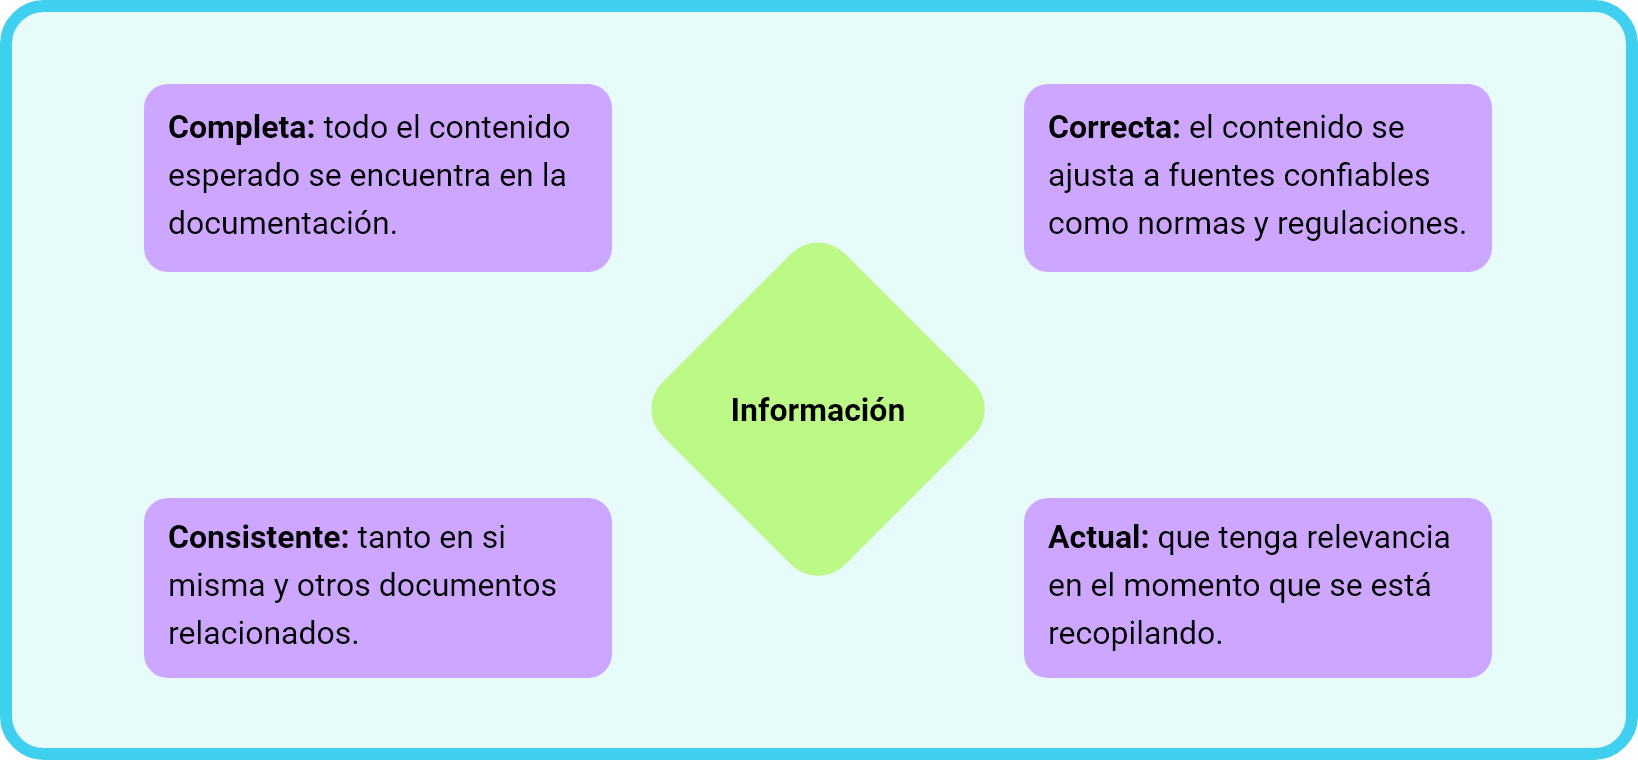 Completa: todo el contenido
esperado se encuentra en la
documentación.
Correcta: el contenido se
ajusta a fuentes confiables
como normas y regulaciones.
Información
Consistente: tanto en si
misma y otros documentos
relacionados.
Actual: que tenga relevancia
en el momento que se está
recopilando.